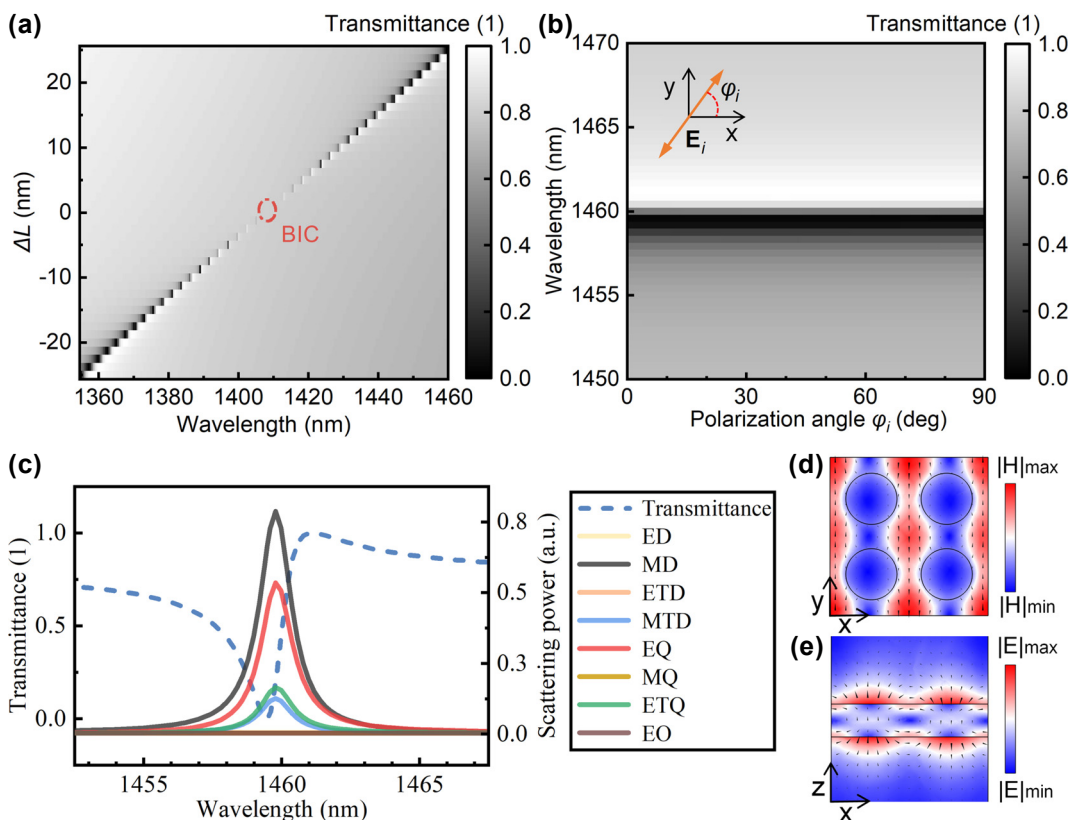 (a)
Transmittance (1)
ΔL (nm)
20
10
0
-10
-20
BIC
1360 1380 1400 1420 1440 1460
Wavelength (nm)
1.0
0.8
0.6
0.4
0.2
0.0
(b)
Transmittance (1)
Wavelength (nm)
1470
1465
1460
1455
1450
y
x
φi
Ei
0 30 60 90
Polarization angle φi (deg)
1.0
0.8
0.6
0.4
0.2
0.0
(c)
Transmittance (1)
1.0
0.5
0.0
0.8
0.5
0.3
0.0
Scattering power (a.u.)
1455 1460 1465
Wavelength (nm)
Transmittance
ED
MD
ETD
MTD
EQ
MQ
ETQ
EO
(d)
y
x
|H|max
|H|min
(e)
z
x
|E|max
|E|min